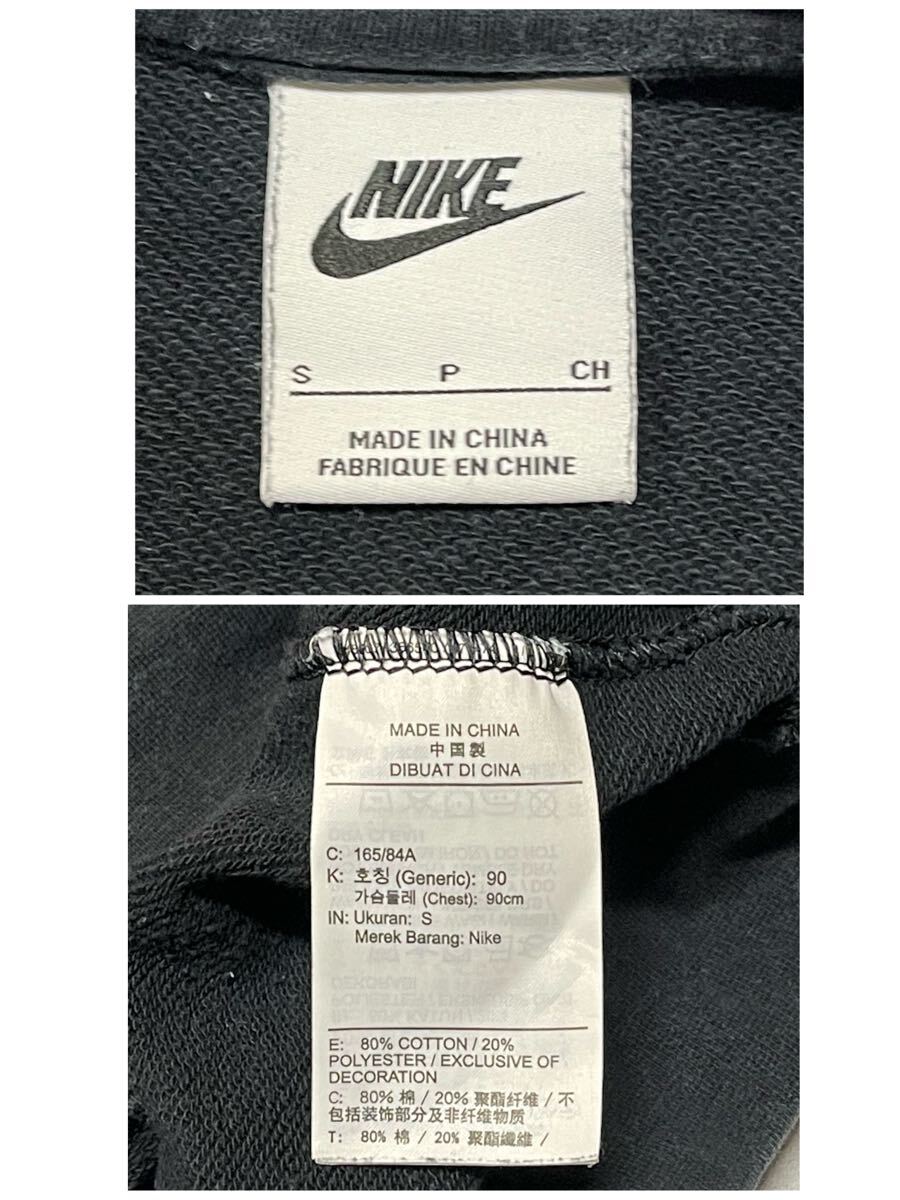 NIKE
S P CH
MADE IN CHINA
FABRIQUE EN CHINE
MADE IN CHINA
中国製
DIBUAT DI CINA
C: 165/84A
K: 호칭 (Generic): 90
가슴둘레 (Chest): 90cm
IN: Ukuran: S
Merek Barang: Nike
E: 80% COTTON / 20%
POLYESTER / EXCLUSIVE OF
DECORATION
C: 80% 棉 / 20% 聚酯纤维 / 不
包括装饰部分及非纤维物质
T: 80% 棉 / 20% 聚酯纖維 /